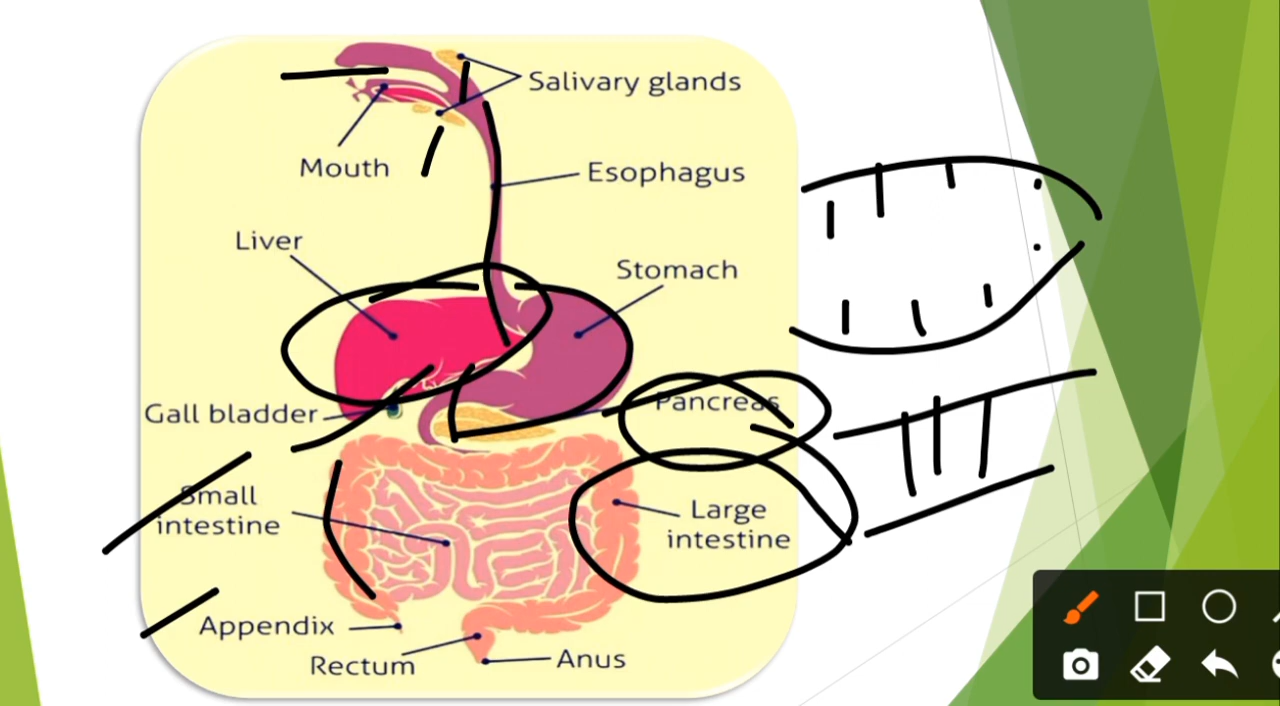 Salivary glands
Mouth
Esophagus
Liver
Stomach
Pancreas
Gall bladder
Small
intestine
Large
intestine
Appendix
Rectum
Anus